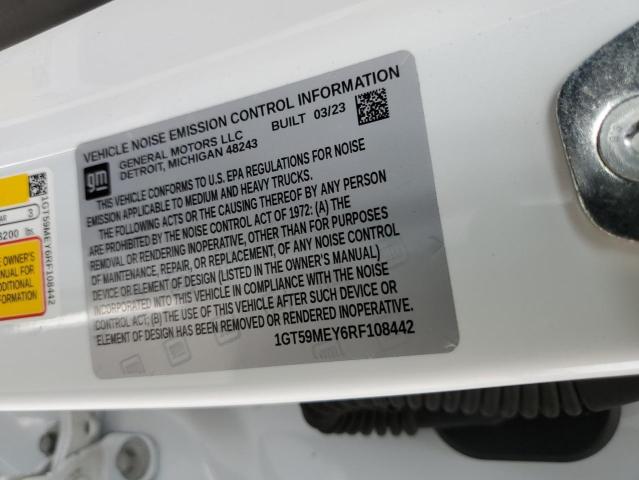 VEHICLE NOISE EMISSION CONTROL INFORMATION
gm
GENERAL MOTORS LLC BUILT 03/23
DETROIT, MICHIGAN 48243
THIS VEHICLE CONFORMS TO U.S. EPA REGULATIONS FOR NOISE
EMISSION APPLICABLE TO MEDIUM AND HEAVY TRUCKS.
THE FOLLOWING ACTS OR THE CAUSING THEREOF BY ANY PERSON
ARE PROHIBITED BY THE NOISE CONTROL ACT OF 1972: (A) THE
REMOVAL OR RENDERING INOPERATIVE, OTHER THAN FOR PURPOSES
OF MAINTENANCE, REPAIR, OR REPLACEMENT, OF ANY NOISE CONTROL
DEVICE OR ELEMENT OF DESIGN (LISTED IN THE OWNER'S MANUAL)
INCORPORATED INTO THIS VEHICLE IN COMPLIANCE WITH THE NOISE
CONTROL ACT; (B) THE USE OF THIS VEHICLE AFTER SUCH DEVICE OR
ELEMENT OF DESIGN HAS BEEN REMOVED OR RENDERED INOPERATIVE.
1GT59MEY6RF108442
3
lbs.
OWNER'S
MANUAL FOR
ADDITIONAL
INFORMATION
1GT59MEY6RF108442